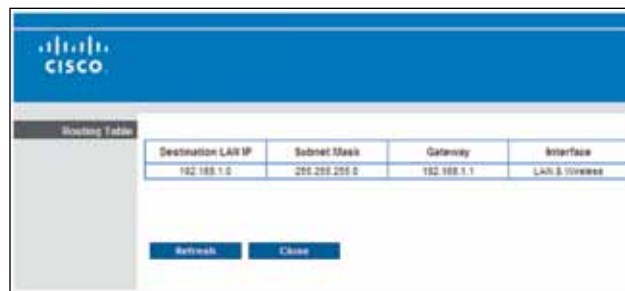 CISCO
Routing Table
Destination LAN IP Subnet Mask Gateway Interface
192.168.1.0 255.255.255.0 192.168.1.1 LAN & Wireless
Refresh Close